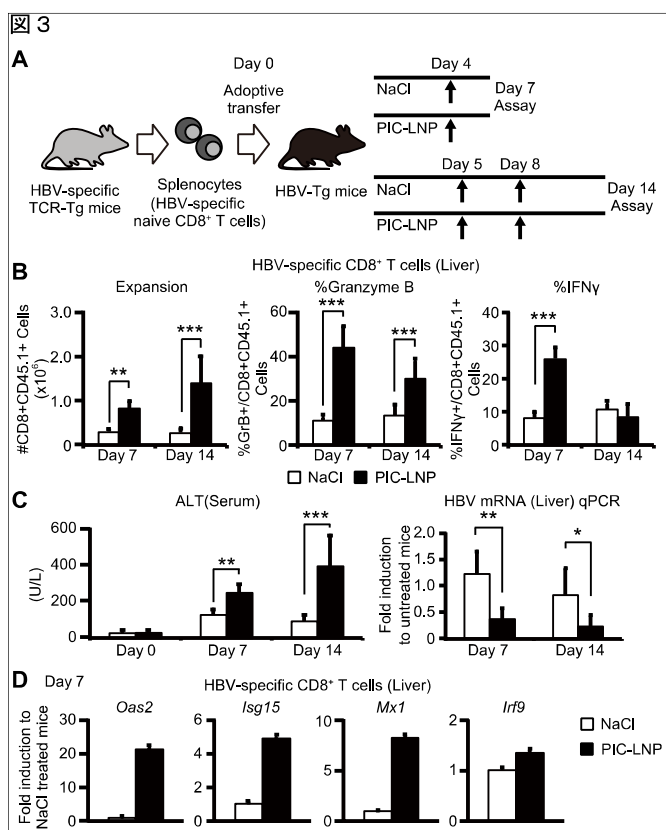 図3
A
Day 0
Adoptive
transfer
HBV-specific
TCR-Tg mice
Splenocytes
(HBV-specific
naive CD8⁺ T cells)
HBV-Tg mice
Day 4
NaCl
PIC-LNP
Day 7
Assay
Day 5 Day 8
NaCl
PIC-LNP
Day 14
Assay
B
HBV-specific CD8⁺ T cells (Liver)
Expansion
#CD8+CD45.1+ Cells
(x10⁶)
3.0
2.0
1.0
0
** ***
Day 7 Day 14
%Granzyme B
%GrB+/CD8+CD45.1+
Cells
60
40
20
0
*** ***
Day 7 Day 14
%IFNγ
%IFNγ+/CD8+CD45.1+
Cells
40
30
20
10
0
***
Day 7 Day 14
NaCl PIC-LNP
C
ALT(Serum)
(U/L)
600
400
200
0
** ***
Day 0 Day 7 Day 14
HBV mRNA (Liver) qPCR
Fold induction
to untreated mice
2.0
1.5
1.0
0.5
0
** *
Day 7 Day 14
D Day 7
HBV-specific CD8⁺ T cells (Liver)
Fold induction to
NaCl treated mice
Oas2
30
20
10
0
Isg15
6
4
2
0
Mx1
10
5
0
Irf9
2
1
0
NaCl
PIC-LNP